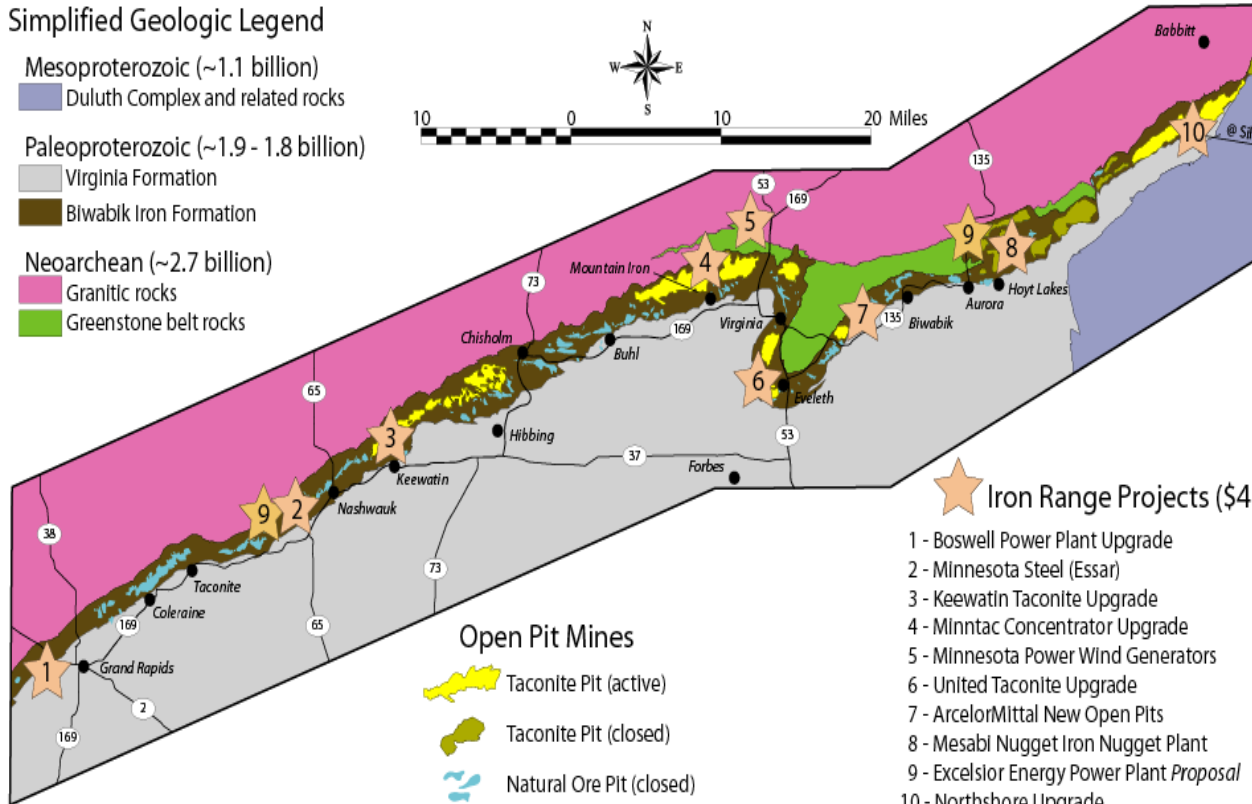 Simplified Geologic Legend
Mesoproterozoic (~1.1 billion)
Duluth Complex and related rocks
Paleoproterozoic (~1.9 - 1.8 billion)
Virginia Formation
Biwabik Iron Formation
Neoarchean (~2.7 billion)
Granitic rocks
Greenstone belt rocks
N
W E
S
10 0 10 20 Miles
Babbitt
10
@ Sil
135
53
169
5
9
8
4
Mountain Iron
73
Hoyt Lakes
Aurora
7
135
Biwabik
Virginia
169
Chisholm
Buhl
6
Eveleth
65
3
Hibbing
53
37
Keewatin
Forbes
Nashwauk
9
2
38
73
Taconite
Coleraine
169
65
1
Grand Rapids
2
169
Open Pit Mines
Taconite Pit (active)
Taconite Pit (closed)
Natural Ore Pit (closed)
Iron Range Projects ($4
1 - Boswell Power Plant Upgrade
2 - Minnesota Steel (Essar)
3 - Keewatin Taconite Upgrade
4 - Minntac Concentrator Upgrade
5 - Minnesota Power Wind Generators
6 - United Taconite Upgrade
7 - ArcelorMittal New Open Pits
8 - Mesabi Nugget Iron Nugget Plant
9 - Excelsior Energy Power Plant Proposal
10 - Northshore Upgrade